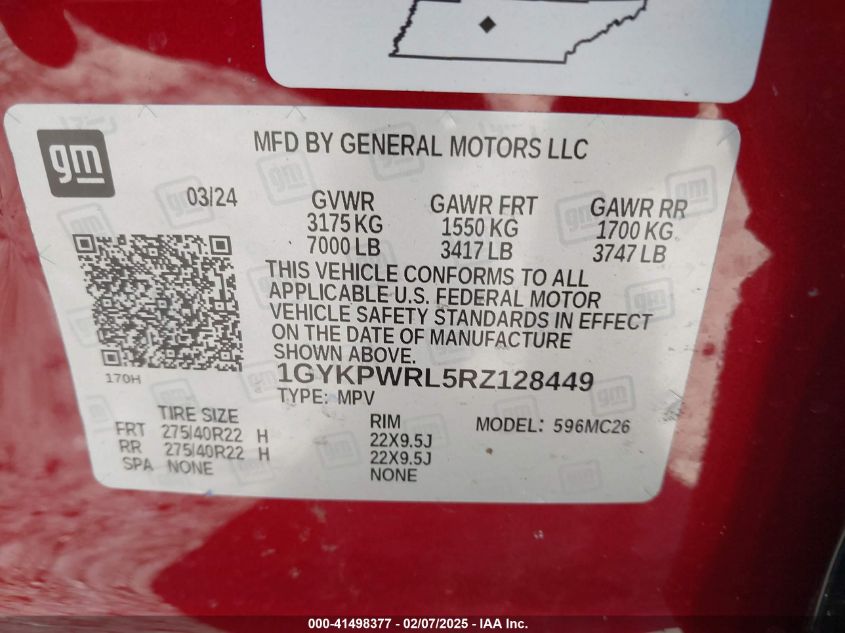 gm
MFD BY GENERAL MOTORS LLC
03/24
GVWR GAWR FRT GAWR RR
3175 KG 1550 KG 1700 KG
7000 LB 3417 LB 3747 LB
THIS VEHICLE CONFORMS TO ALL
APPLICABLE U.S. FEDERAL MOTOR
VEHICLE SAFETY STANDARDS IN EFFECT
ON THE DATE OF MANUFACTURE
SHOWN ABOVE.
170H
1GYKPWRL5RZ128449
TYPE: MPV
TIRE SIZE RIM MODEL: 596MC26
FRT 275/40R22 H 22X9.5J
RR 275/40R22 H 22X9.5J
SPA NONE NONE
000-41498377 - 02/07/2025 - IAA Inc.